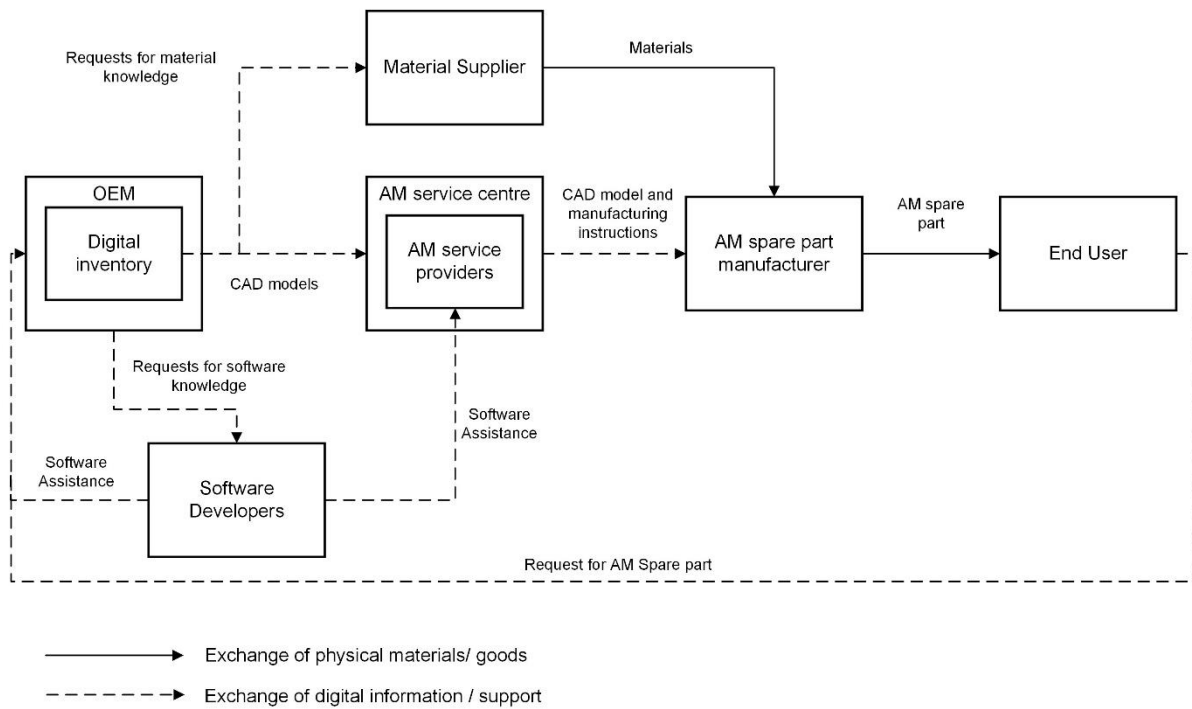 Requests for material
knowledge
Material Supplier
Materials
OEM
Digital
inventory
CAD models
AM service centre
AM service
providers
CAD model and
manufacturing
instructions
AM spare part
manufacturer
AM spare
part
End User
Requests for software
knowledge
Software
Assistance
Software
Developers
Software
Assistance
Request for AM Spare part
Exchange of physical materials/ goods
Exchange of digital information / support